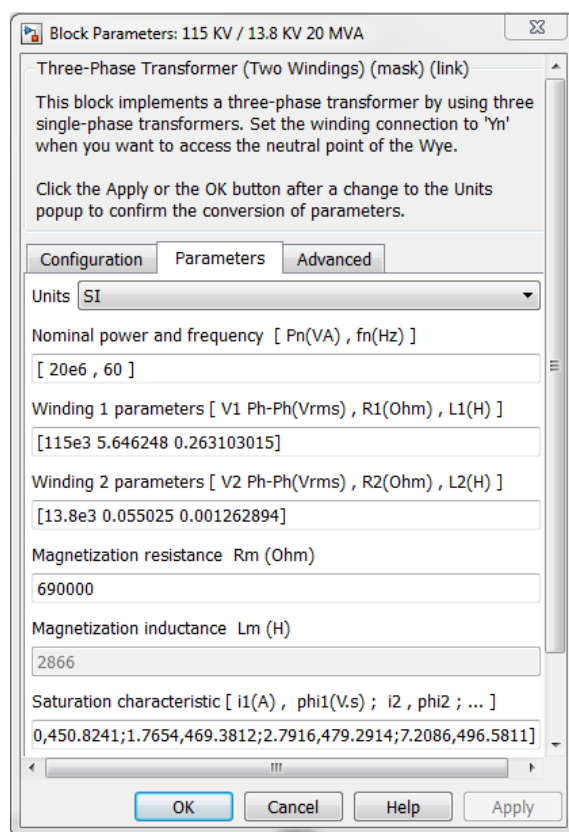 Block Parameters: 115 KV / 13.8 KV 20 MVA
Three-Phase Transformer (Two Windings) (mask) (link)
This block implements a three-phase transformer by using three
single-phase transformers. Set the winding connection to 'Yn'
when you want to access the neutral point of the Wye.
Click the Apply or the OK button after a change to the Units
popup to confirm the conversion of parameters.
Configuration Parameters Advanced
Units SI
Nominal power and frequency [ Pn(VA) , fn(Hz) ]
[ 20e6 , 60 ]
Winding 1 parameters [ V1 Ph-Ph(Vrms) , R1(Ohm) , L1(H) ]
[115e3 5.646248 0.263103015]
Winding 2 parameters [ V2 Ph-Ph(Vrms) , R2(Ohm) , L2(H) ]
[13.8e3 0.055025 0.001262894]
Magnetization resistance Rm (Ohm)
690000
Magnetization inductance Lm (H)
2866
Saturation characteristic [ i1(A) , phi1(V.s) ; i2 , phi2 ; ... ]
0,450.8241;1.7654,469.3812;2.7916,479.2914;7.2086,496.5811]
OK Cancel Help Apply